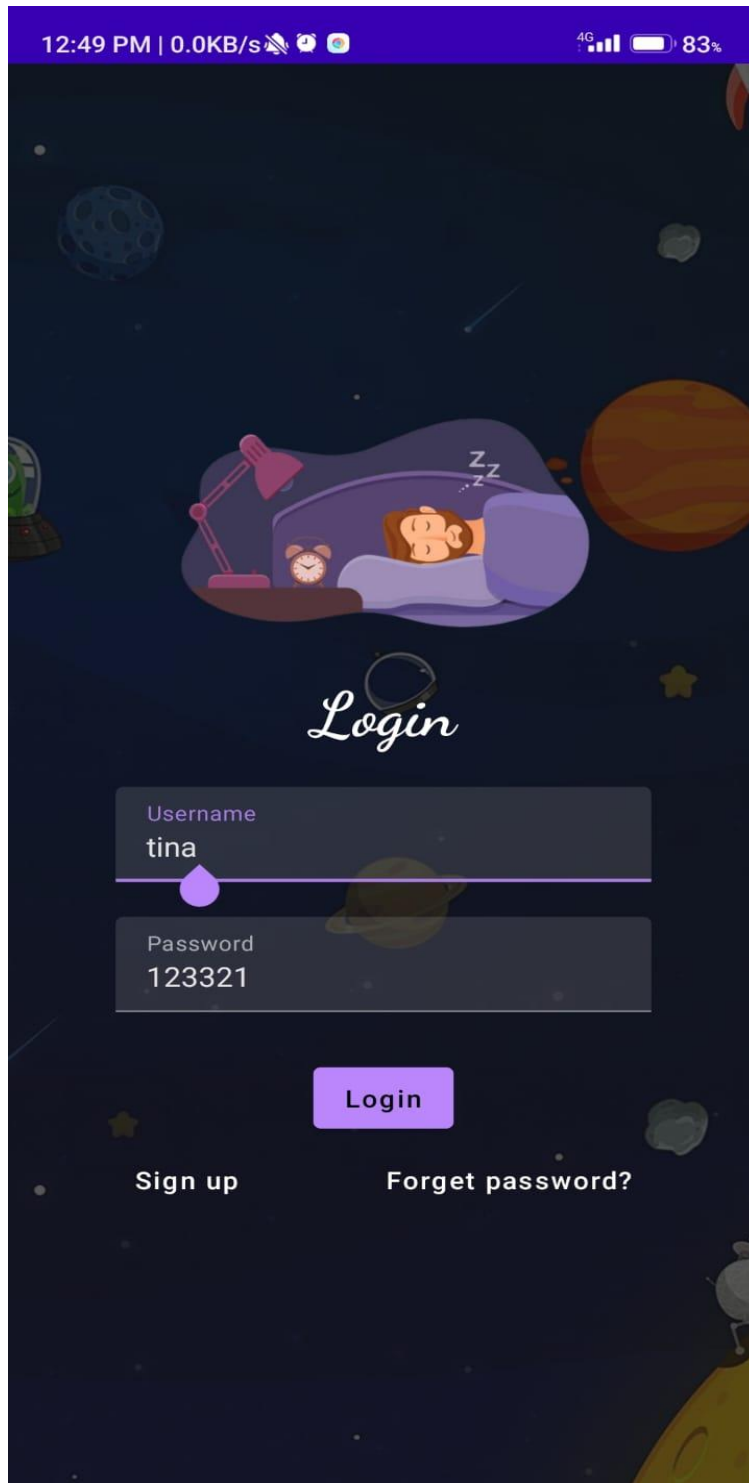 12:49 PM | 0.0KB/s 4G 83%
z z z
Login
Username
tina
Password
123321
Login
Sign up Forget password?